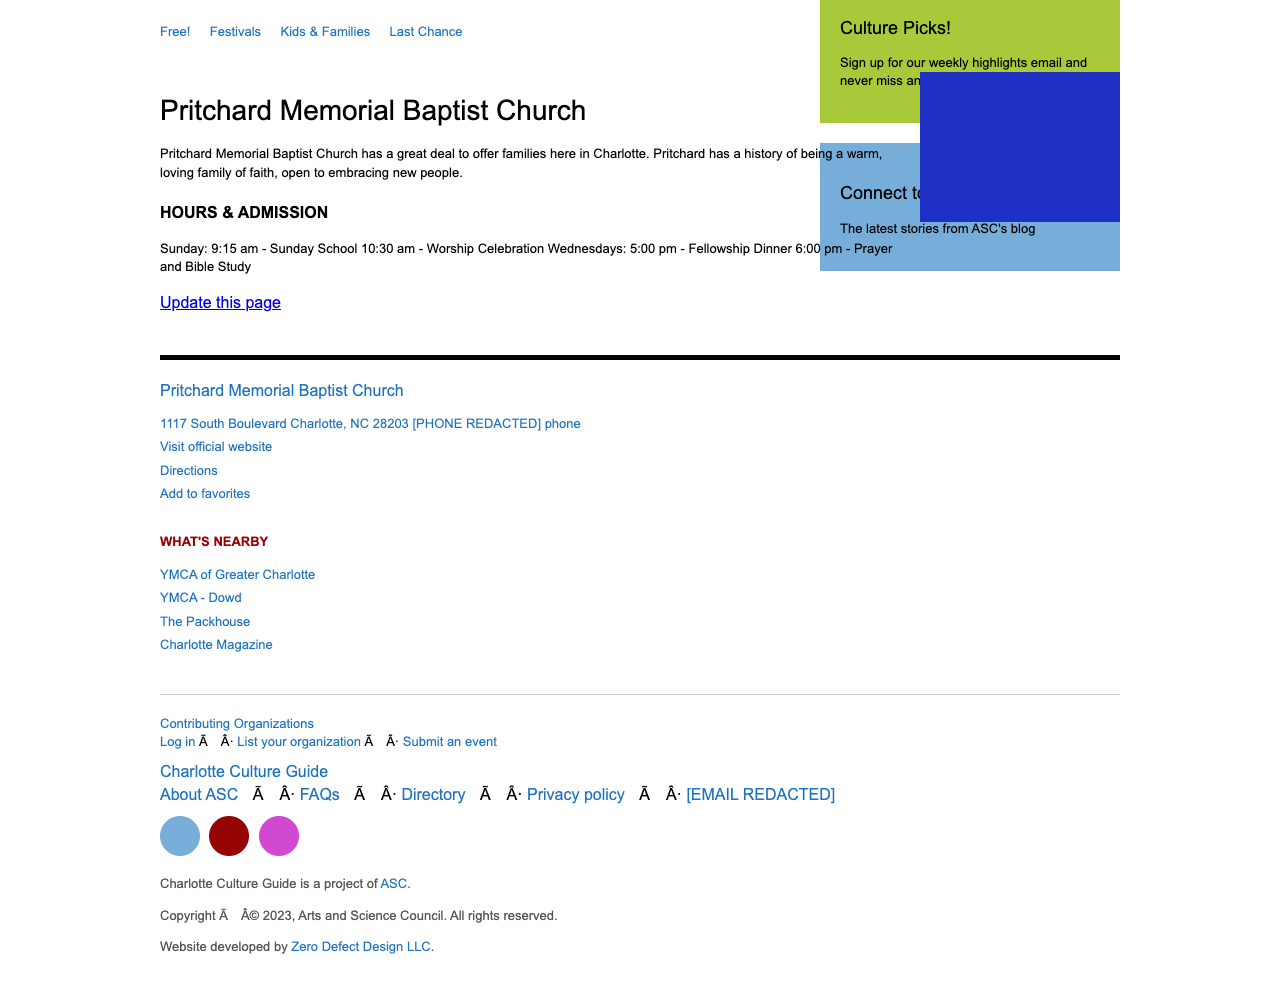 Free! Festivals Kids & Families Last Chance
Culture Picks!
Sign up for our weekly highlights email and
never miss an
Pritchard Memorial Baptist Church
Pritchard Memorial Baptist Church has a great deal to offer families here in Charlotte. Pritchard has a history of being a warm,
loving family of faith, open to embracing new people.
HOURS & ADMISSION
Sunday: 9:15 am - Sunday School 10:30 am - Worship Celebration Wednesdays: 5:00 pm - Fellowship Dinner 6:00 pm - Prayer
and Bible Study
Update this page
Connect to
The latest stories from ASC's blog
Pritchard Memorial Baptist Church
1117 South Boulevard Charlotte, NC 28203 [PHONE REDACTED] phone
Visit official website
Directions
Add to favorites
WHAT'S NEARBY
YMCA of Greater Charlotte
YMCA - Dowd
The Packhouse
Charlotte Magazine
Contributing Organizations
Log in Ã Â· List your organization Ã Â· Submit an event
Charlotte Culture Guide
About ASC Ã Â· FAQs Ã Â· Directory Ã Â· Privacy policy Ã Â· [EMAIL REDACTED]
Charlotte Culture Guide is a project of ASC.
Copyright Ã Â© 2023, Arts and Science Council. All rights reserved.
Website developed by Zero Defect Design LLC.